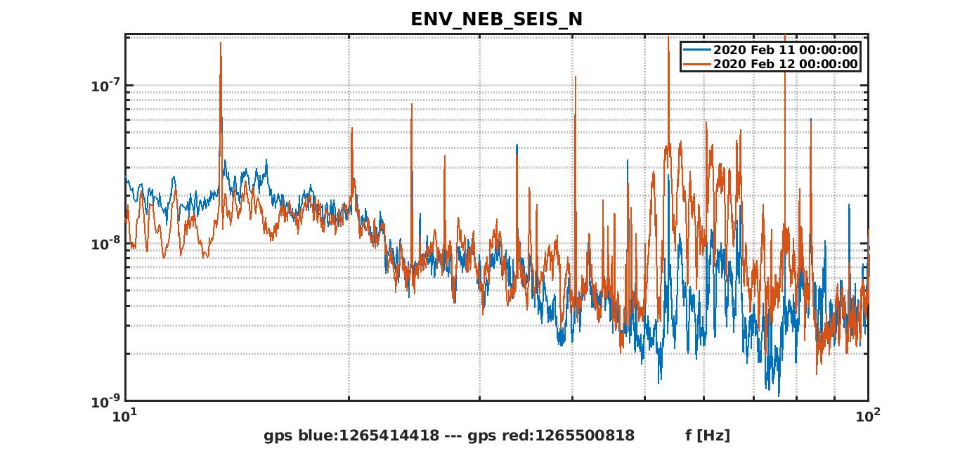 ENV_NEB_SEIS_N
2020 Feb 11 00:00:00
2020 Feb 12 00:00:00
10-7
10-8
10-9
101
102
gps blue:1265414418 --- gps red:1265500818 f [Hz]